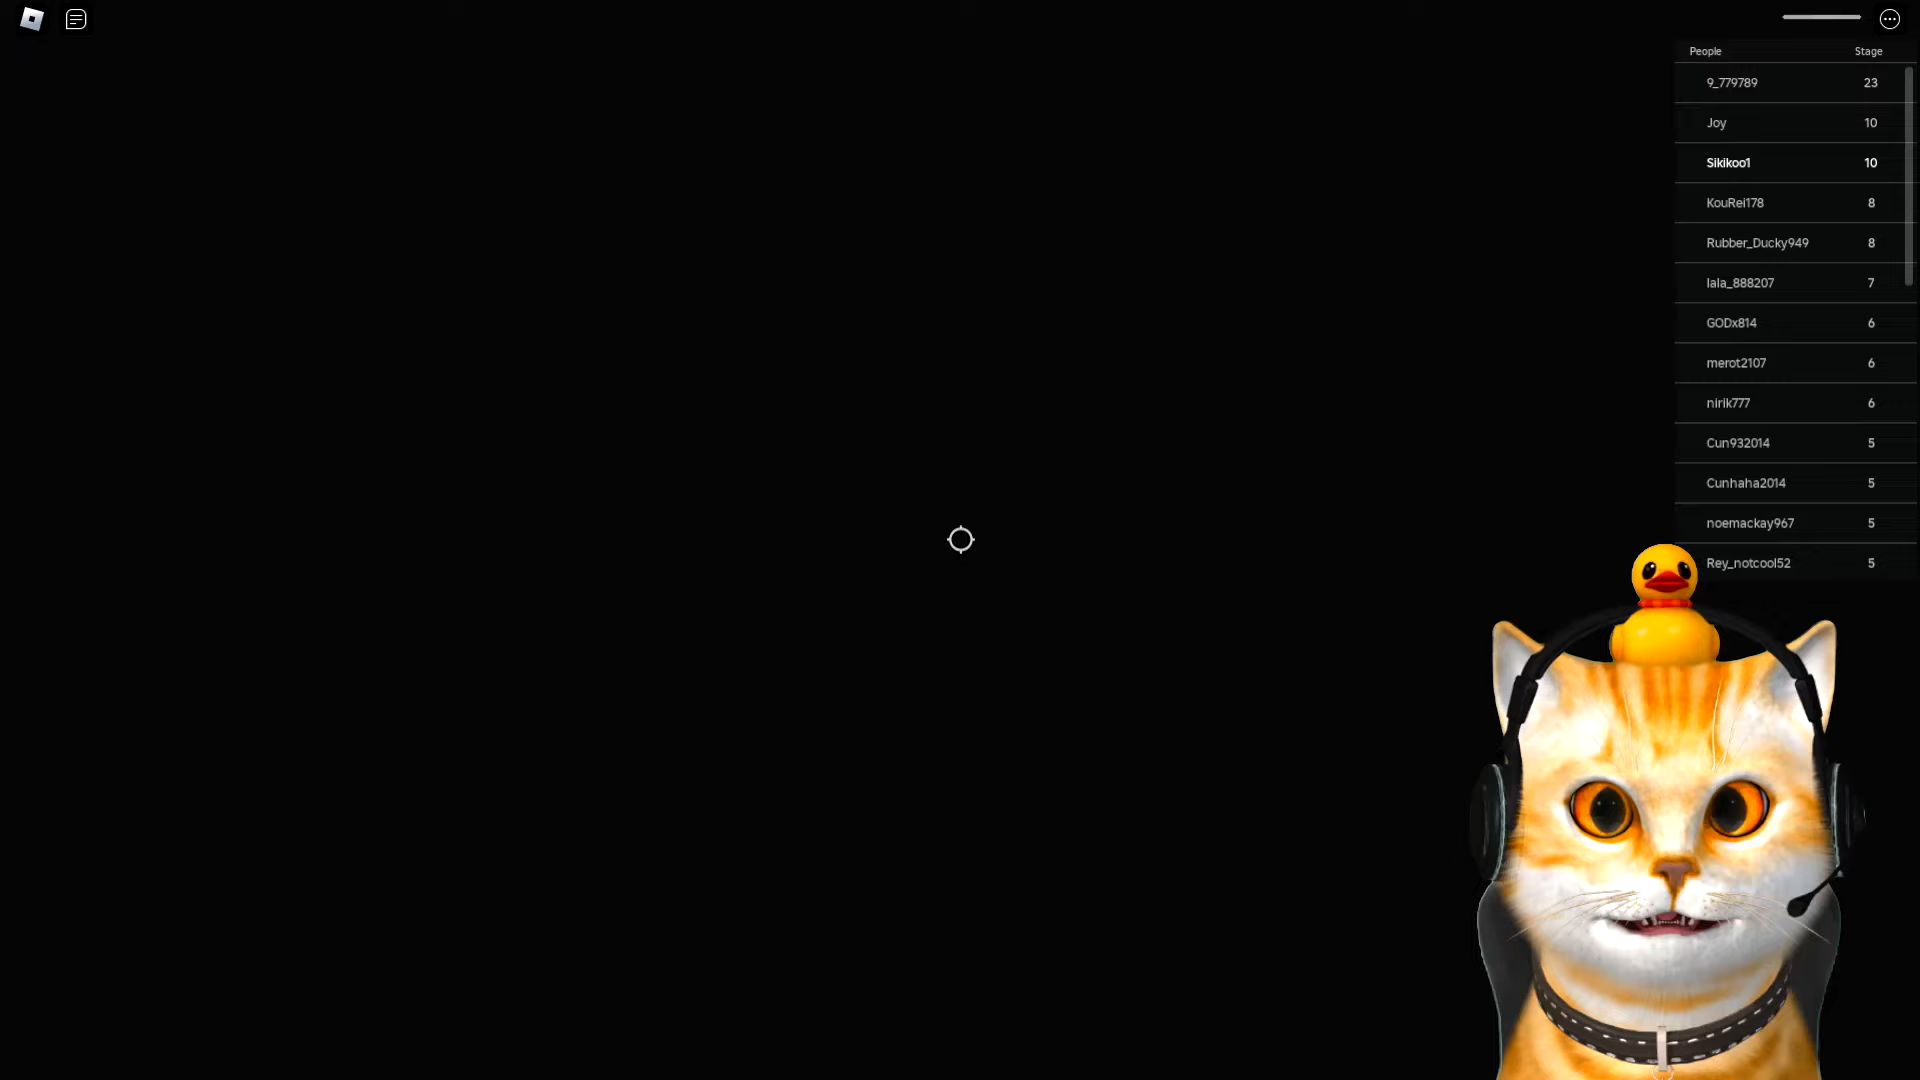 People Stage
9_779789 23
Joy 10
Sikikoo1 10
KouRei178 8
Rubber_Ducky949 8
lala_888207 7
GODx814 6
merot2107 6
nirik777 6
Cun932014 5
Cunhaha2014 5
noemackay967 5
Rey_notcool52 5